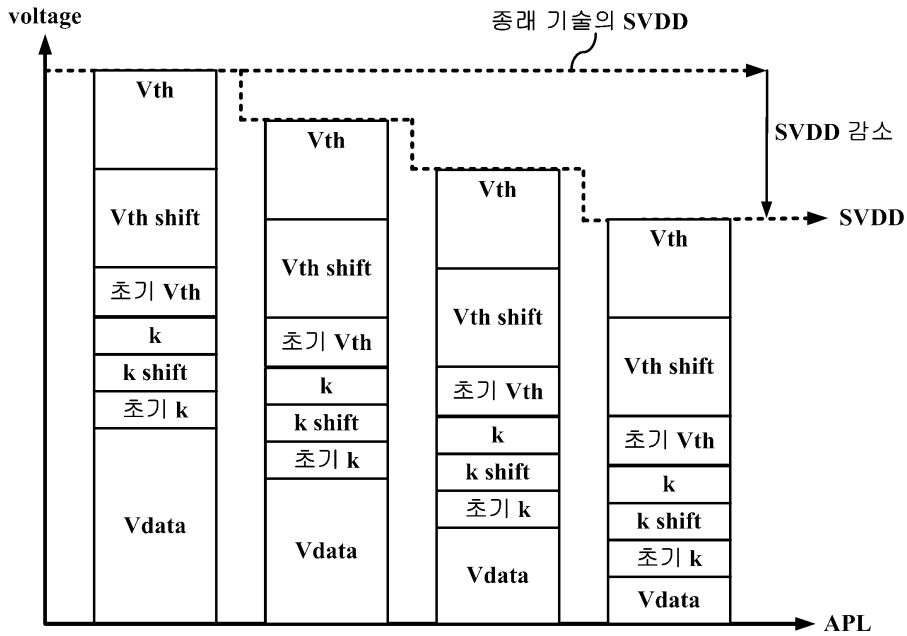 voltage
종래 기술의 SVDD
SVDD 감소
SVDD
Vth
Vth shift
초기 Vth
k
k shift
초기 k
Vdata
Vth
Vth shift
초기 Vth
k
k shift
초기 k
Vdata
Vth
Vth shift
초기 Vth
k
k shift
초기 k
Vdata
Vth
Vth shift
초기 Vth
k
k shift
초기 k
Vdata
APL